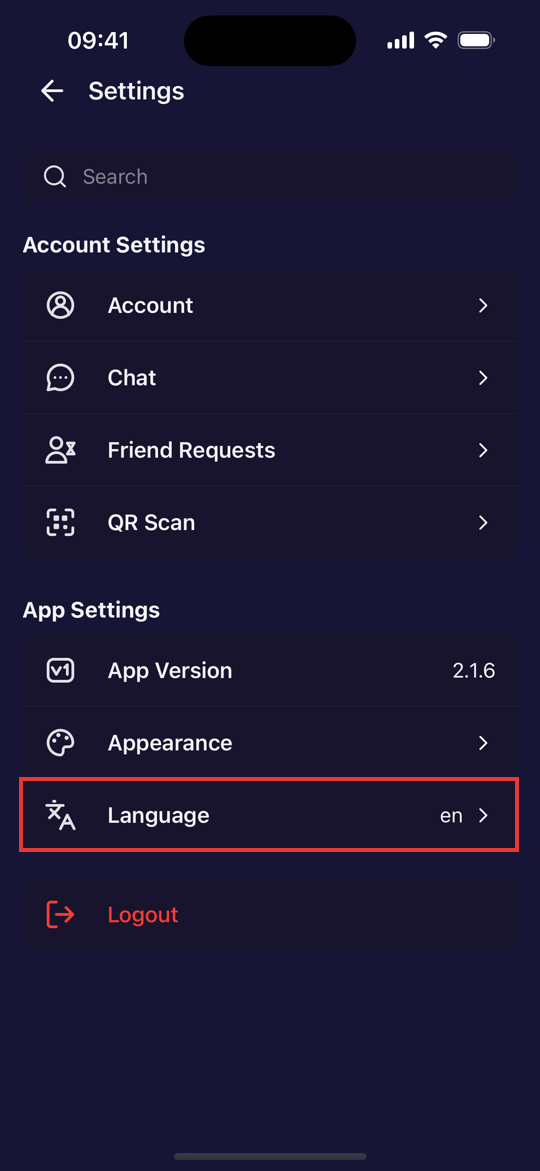 09:41
Settings
Search
Account Settings
Account
Chat
Friend Requests
QR Scan
App Settings
v1 App Version 2.1.6
Appearance
Language en
Logout